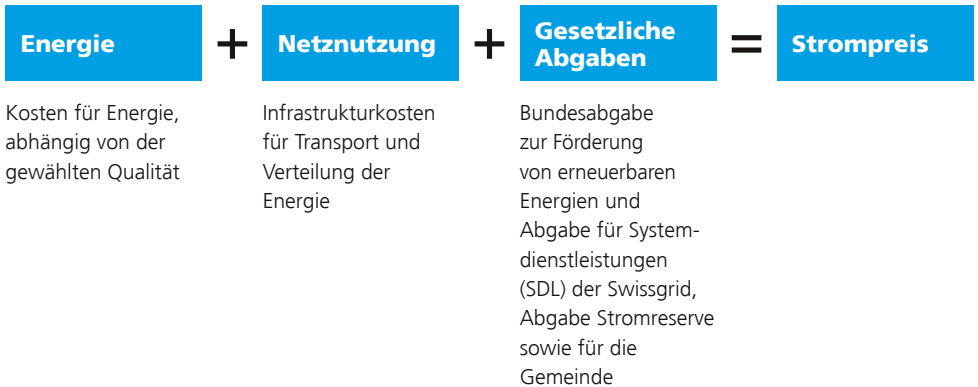 Energie
+
Netznutzung
+
Gesetzliche
Abgaben
=
Strompreis
Kosten für Energie,
abhängig von der
gewählten Qualität
Infrastrukturkosten
für Transport und
Verteilung der
Energie
Bundesabgabe
zur Förderung
von erneuerbaren
Energien und
Abgabe für System-
dienstleistungen
(SDL) der Swissgrid,
Abgabe Stromreserve
sowie für die
Gemeinde